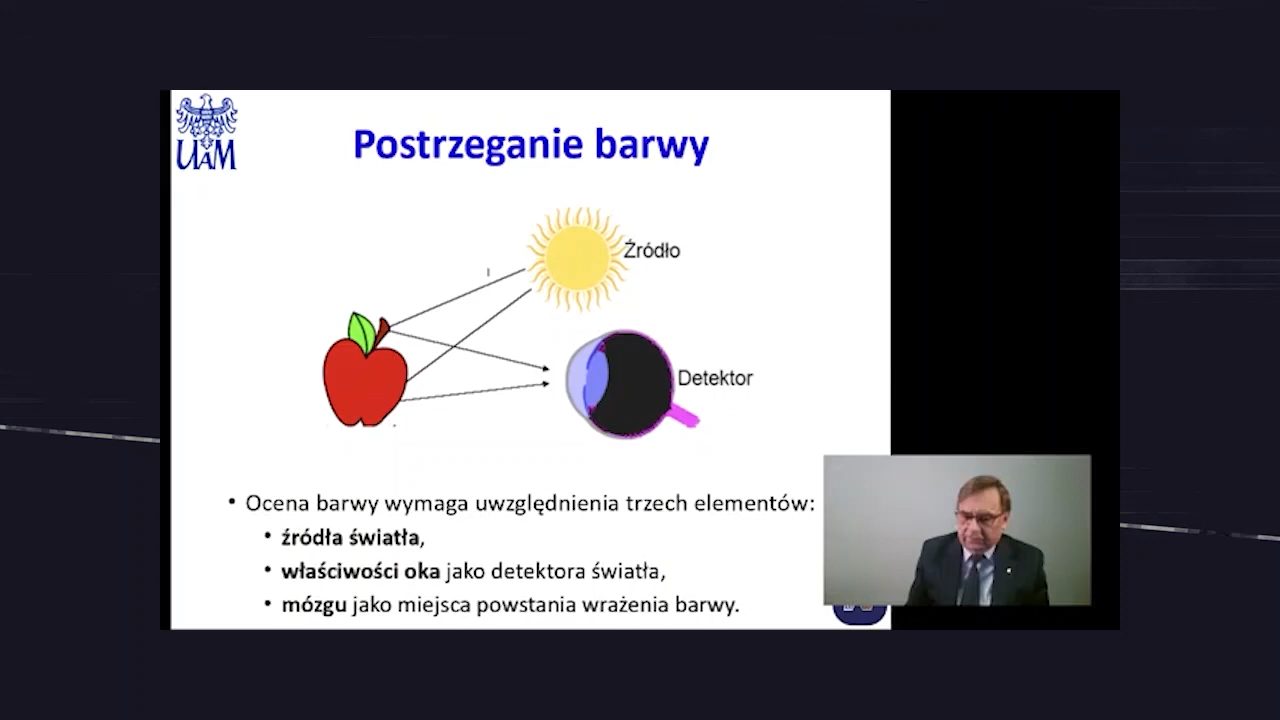 UAM
Postrzeganie barwy
Źródło
Detektor
• Ocena barwy wymaga uwzględnienia trzech elementów:
• źródła światła,
• właściwości oka jako detektora światła,
• mózgu jako miejsca powstania wrażenia barwy.